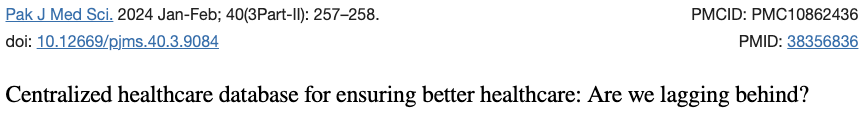 Pak J Med Sci. 2024 Jan-Feb; 40(3Part-II): 257–258.
PMCID: PMC10862436
doi: 10.12669/pjms.40.3.9084
PMID: 38356836
Centralized healthcare database for ensuring better healthcare: Are we lagging behind?